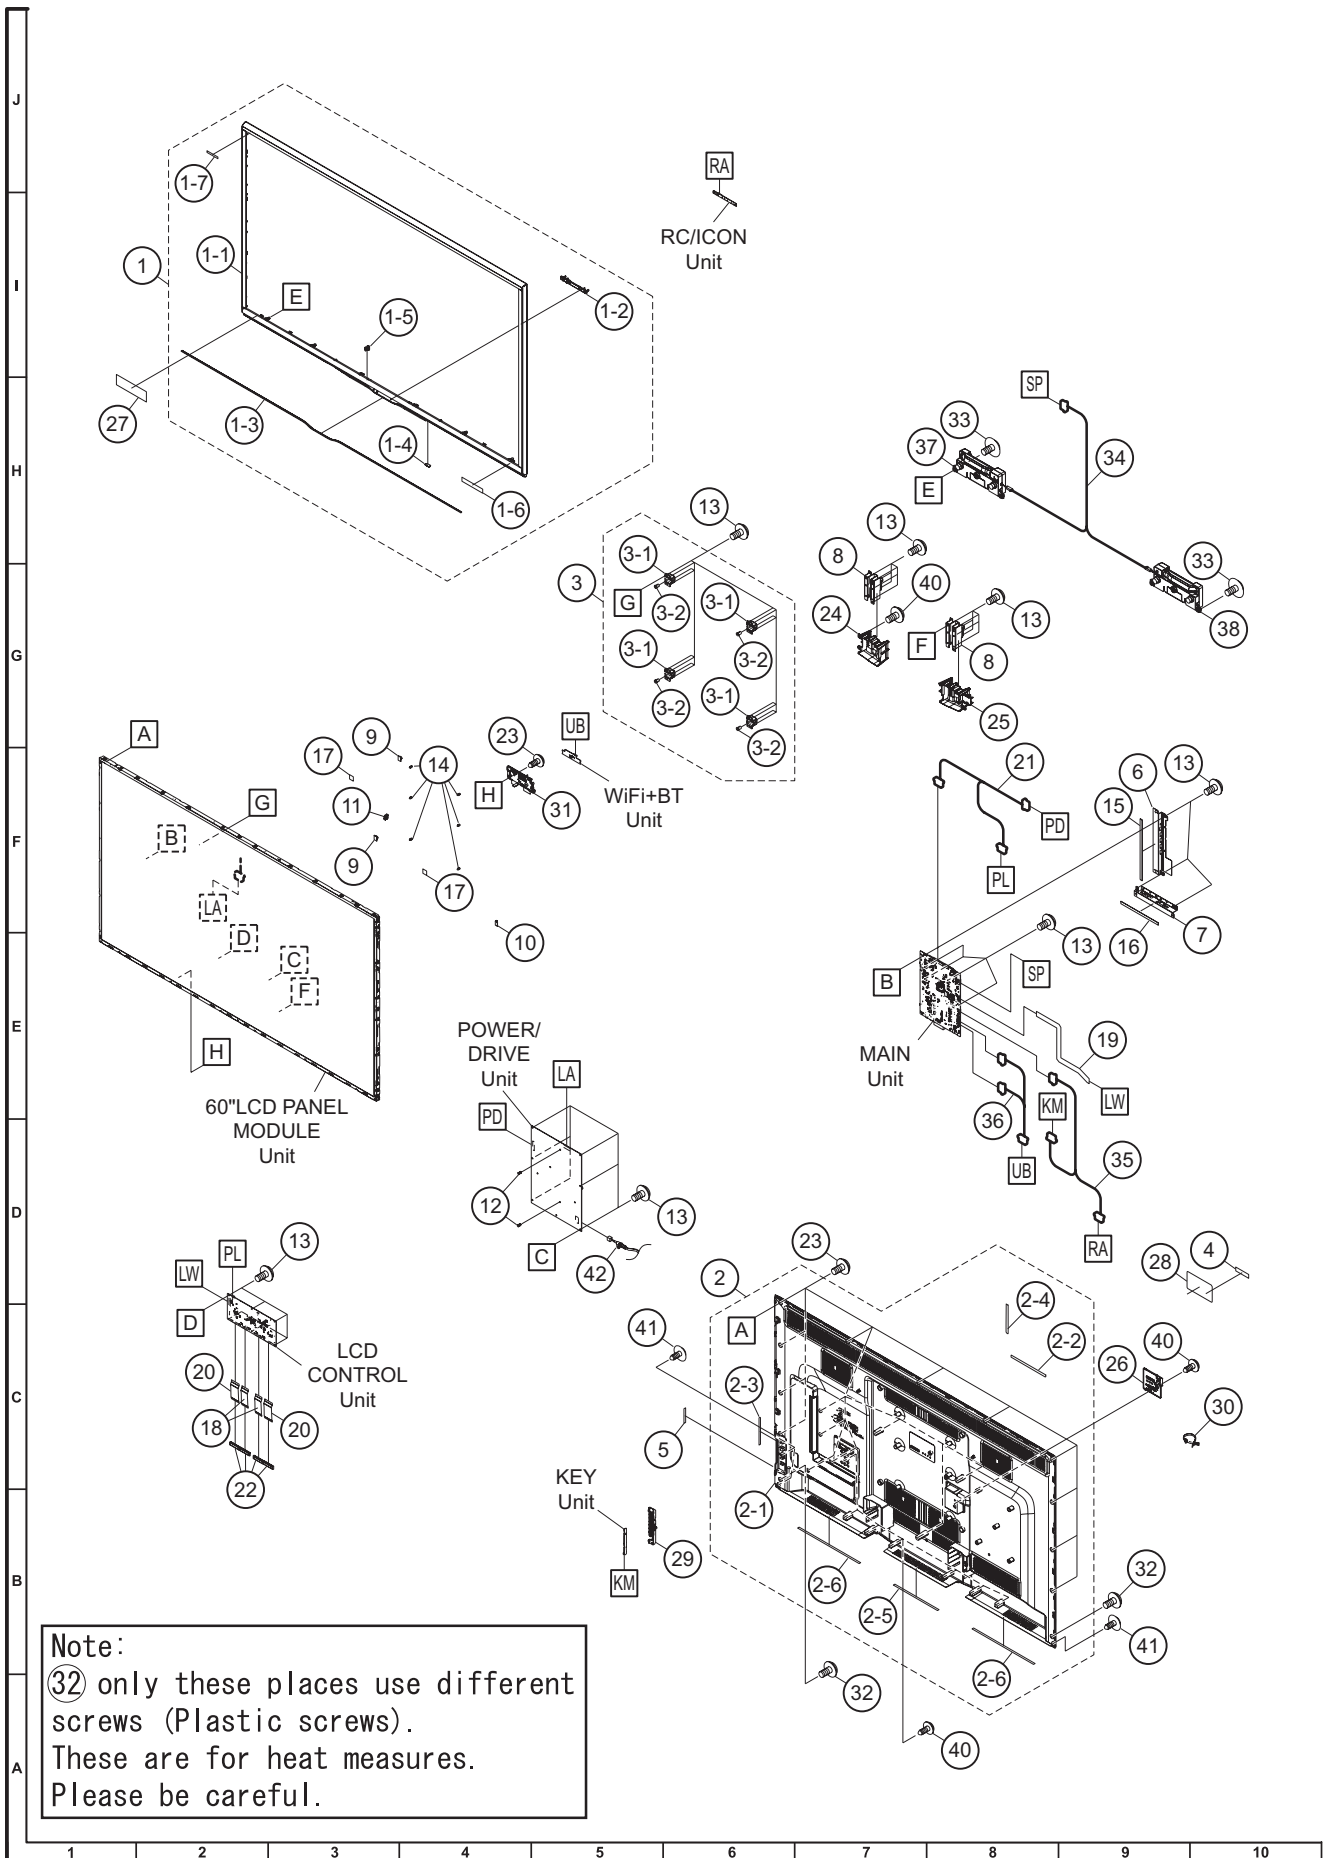 J
1-7
RA
RC/ICON
Unit
1-1
1
I
E
1-5
1-2
27
1-3
1-4
H
1-6
SP
33
37
34
E
13
13
3-1
8
33
3
40
G
3-2
3-1
24
13
38
G
3-1
F
3-2
8
3-2
3-1
25
3-2
A
9
23
UB
17
14
21
6
13
G
H
31
WiFi+BT
Unit
15
PD
11
F
B
9
PL
17
LA
D
10
16
7
13
C
B
SP
F
E
POWER/
DRIVE
Unit
MAIN
Unit
19
H
LA
KM
LW
60"LCD PANEL
MODULE
Unit
PD
36
UB
35
12
13
D
PL
13
C
42
RA
LW
23
28
4
2
D
41
A
2-4
LCD
CONTROL
Unit
2-2
40
26
20
C
2-3
18
20
5
30
22
KEY
Unit
2-1
29
B
KM
2-6
32
2-5
41
2-6
32
40
A
Note:
32 only these places use different
screws (Plastic screws).
These are for heat measures.
Please be careful.
1 2 3 4 5 6 7 8 9 10